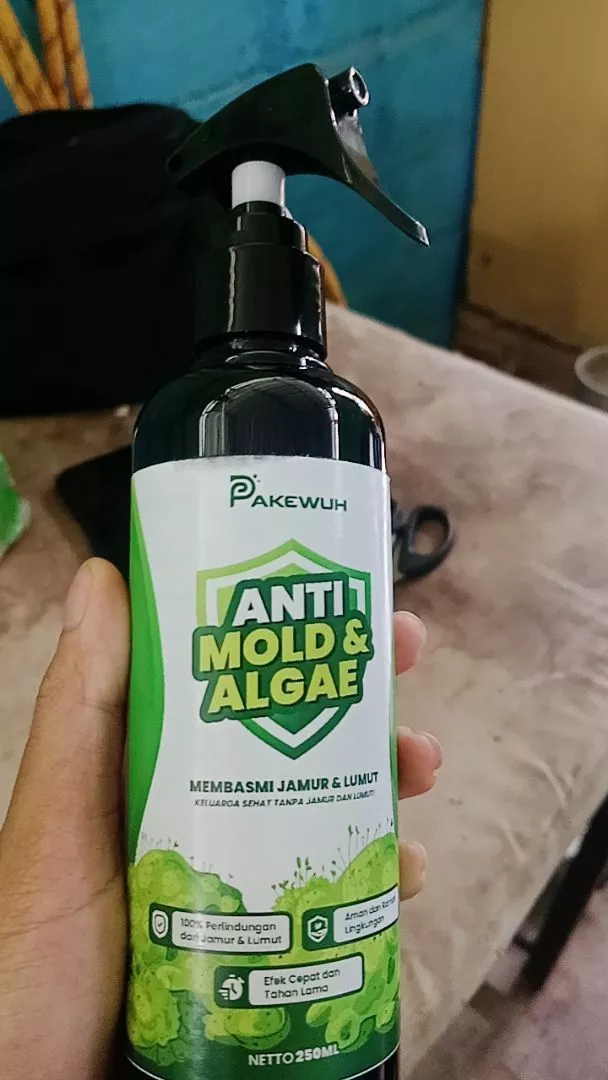 PAKEWUH
ANTI
MOLD &
ALGAE
MEMBASMI JAMUR & LUMUT
KELUARGA SEHAT TANPA JAMUR DAN LUMUT!
100% Perlindungan
dari Jamur & Lumut
Aman dan Ramah
Lingkungan
Efek Cepat dan
Tahan Lama
NETTO 250ML